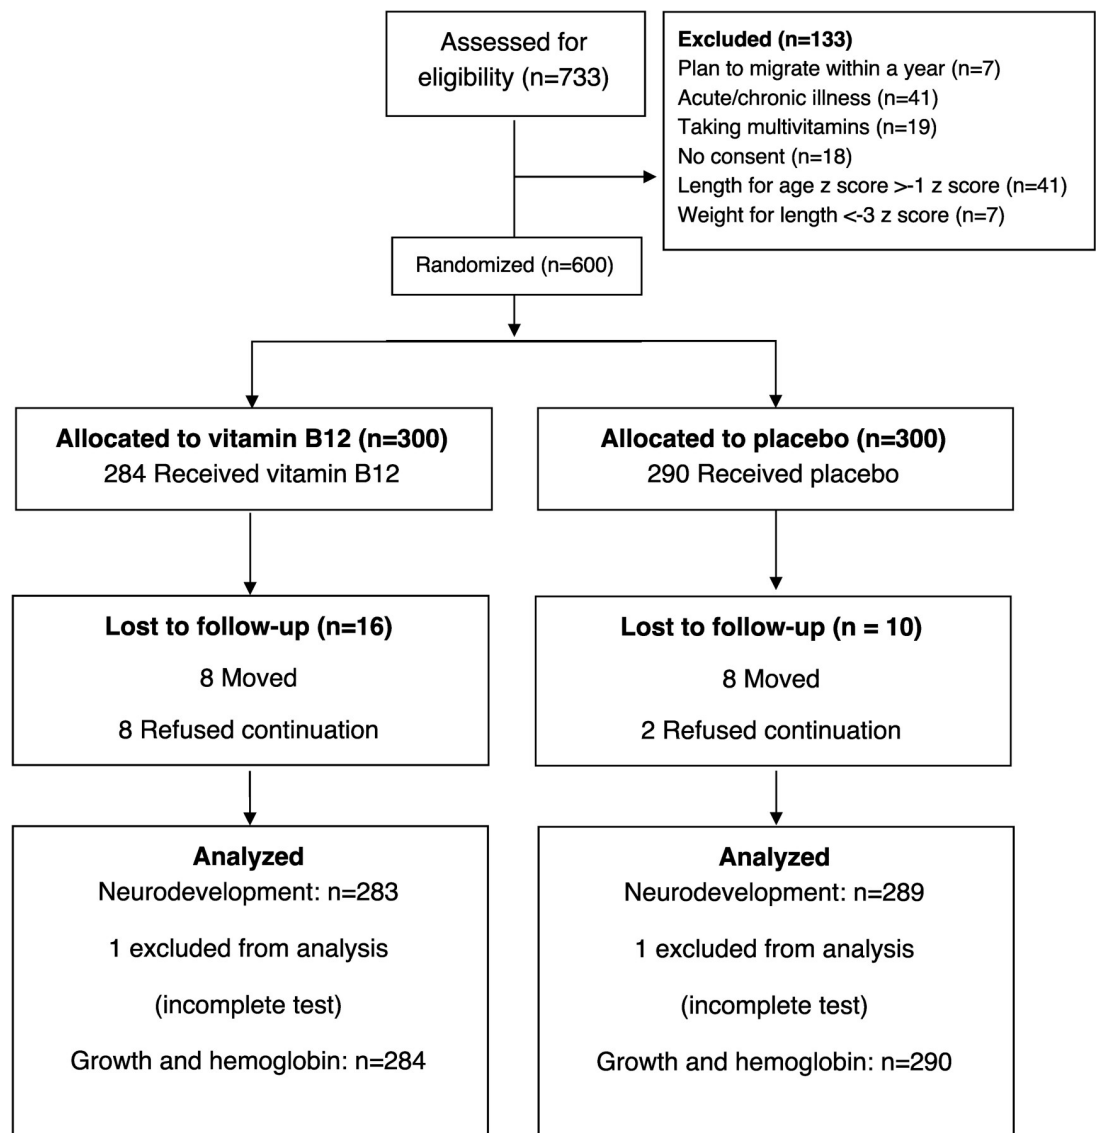 Assessed for
eligibility (n=733)
Excluded (n=133)
Plan to migrate within a year (n=7)
Acute/chronic illness (n=41)
Taking multivitamins (n=19)
No consent (n=18)
Length for age z score >-1 z score (n=41)
Weight for length <-3 z score (n=7)
Randomized (n=600)
Allocated to vitamin B12 (n=300)
284 Received vitamin B12
Allocated to placebo (n=300)
290 Received placebo
Lost to follow-up (n=16)
8 Moved
8 Refused continuation
Lost to follow-up (n = 10)
8 Moved
2 Refused continuation
Analyzed
Neurodevelopment: n=283
1 excluded from analysis
(incomplete test)
Growth and hemoglobin: n=284
Analyzed
Neurodevelopment: n=289
1 excluded from analysis
(incomplete test)
Growth and hemoglobin: n=290